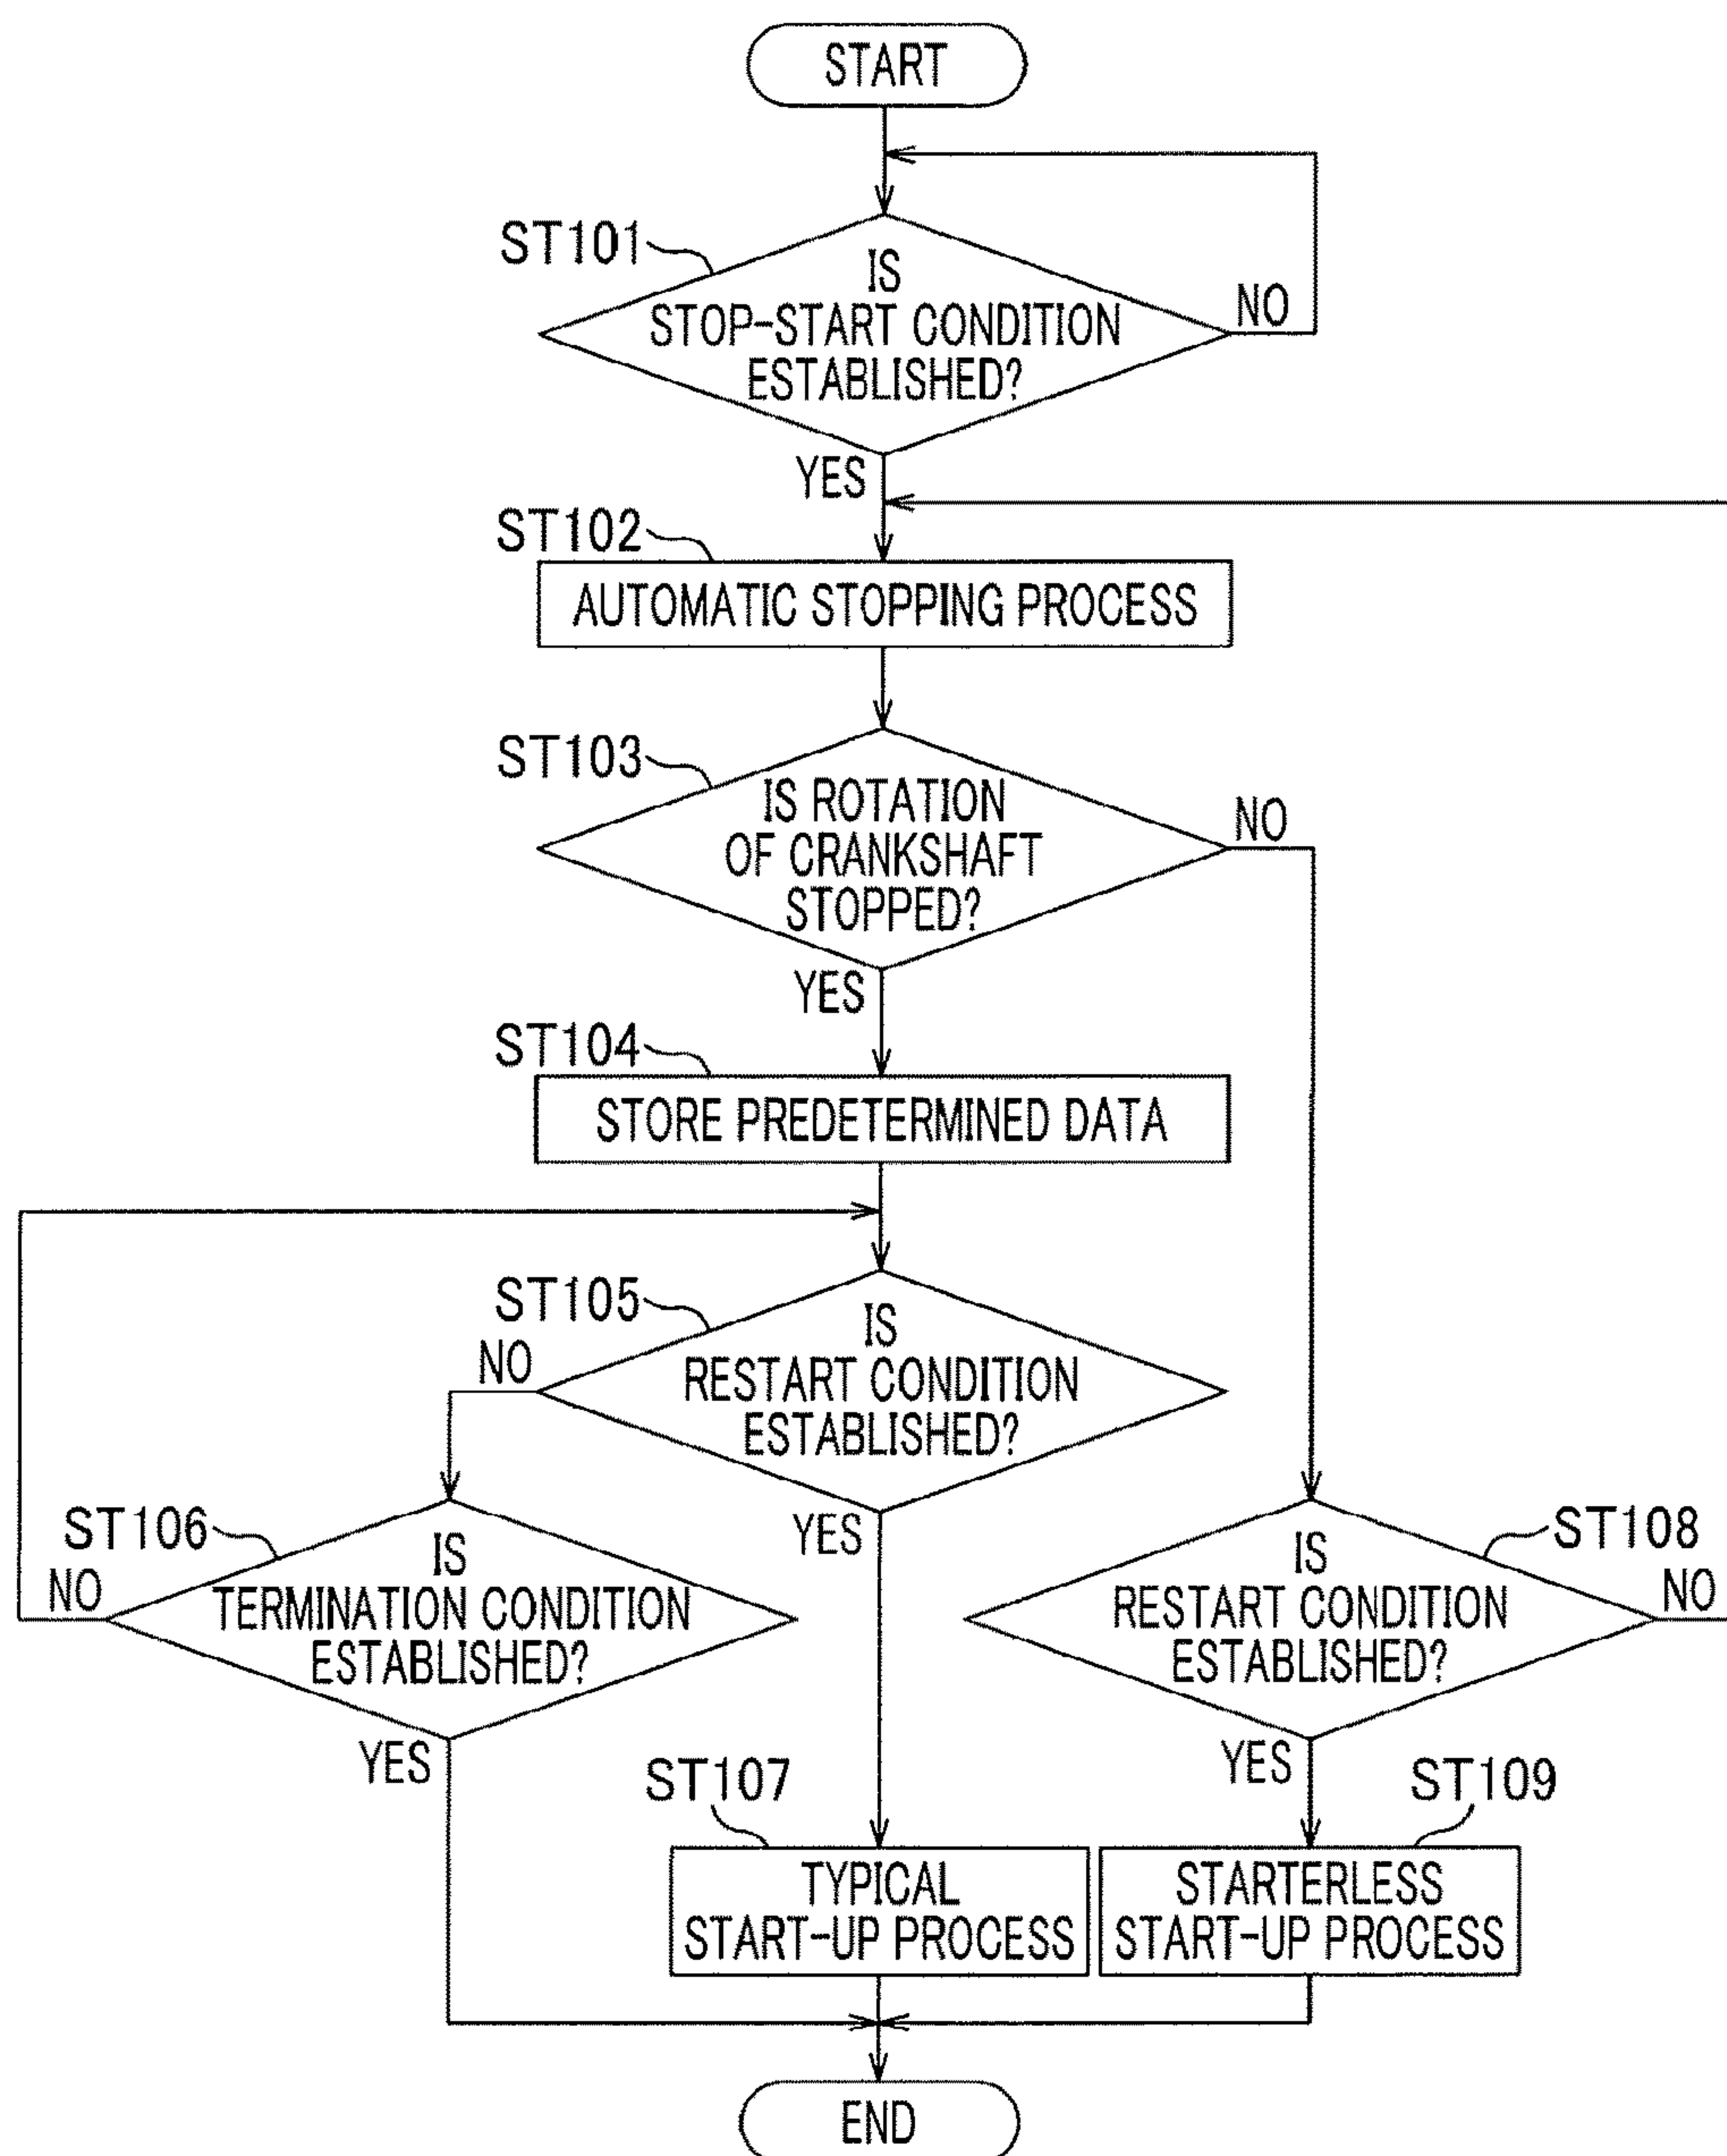 START
ST101
IS
STOP-START CONDITION
ESTABLISHED?
NO
YES
ST102
AUTOMATIC STOPPING PROCESS
ST103
IS ROTATION
OF CRANKSHAFT
STOPPED?
NO
YES
ST104
STORE PREDETERMINED DATA
ST105
IS
RESTART CONDITION
ESTABLISHED?
NO
YES
ST106
IS
TERMINATION CONDITION
ESTABLISHED?
NO
YES
ST108
IS
RESTART CONDITION
ESTABLISHED?
NO
YES
ST107
TYPICAL
START-UP PROCESS
ST109
STARTERLESS
START-UP PROCESS
END